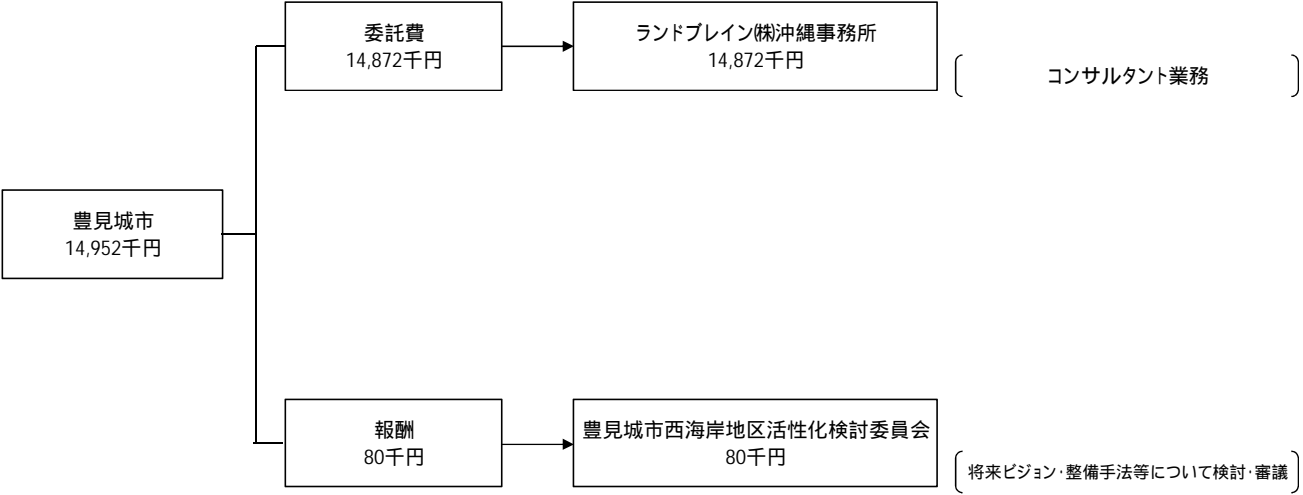 委託費
14,872千円
ランドブレイン㈱沖縄事務所
14,872千円
コンサルタント業務
豊見城市
14,952千円
報酬
80千円
豊見城市西海岸地区活性化検討委員会
80千円
将来ビジョン・整備手法等について検討・審議